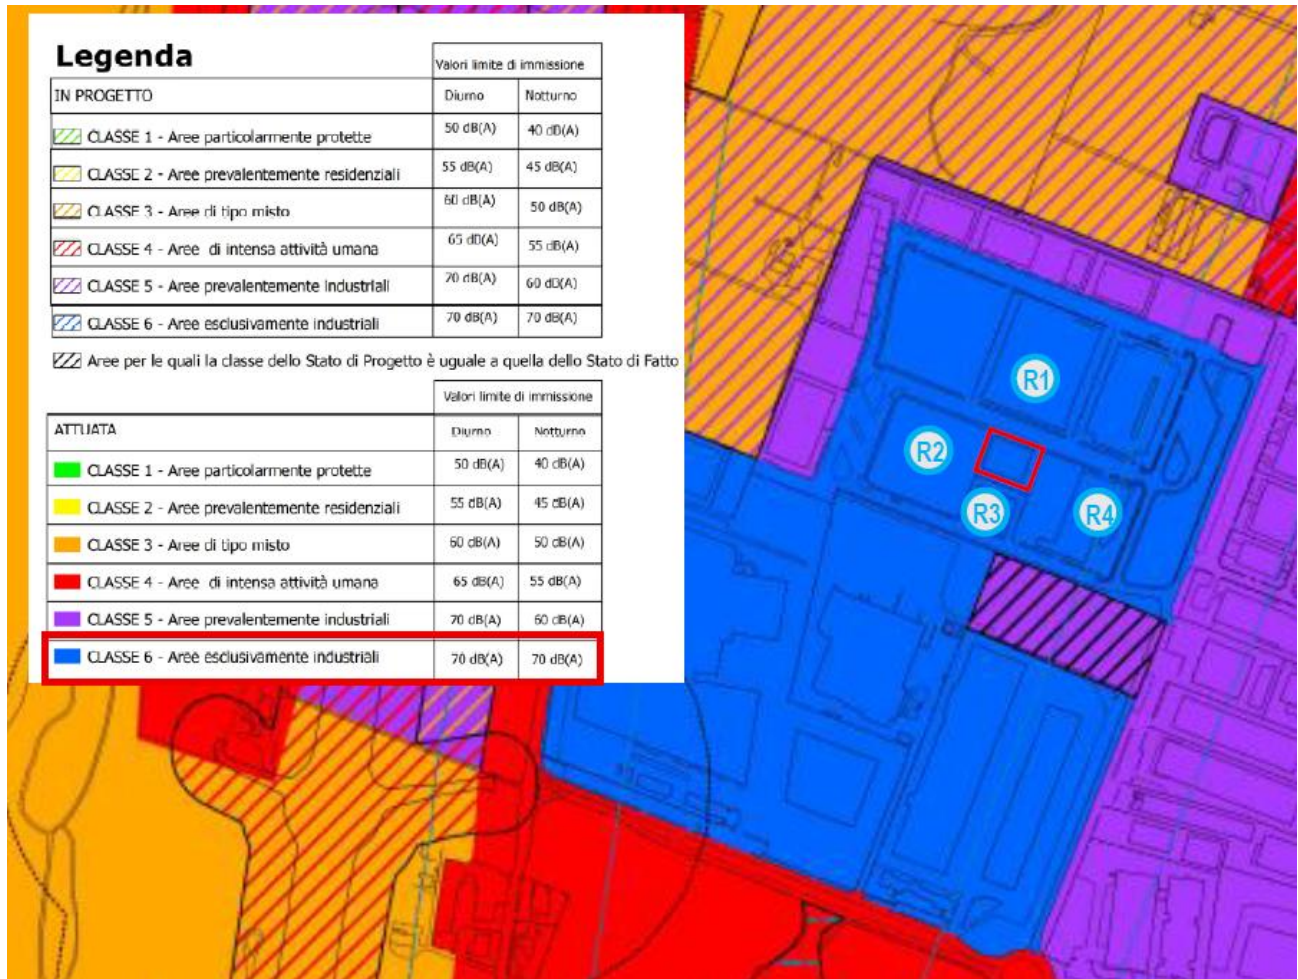 Legenda
Valori limite di immissione
IN PROGETTO Diurno Notturno
CLASSE 1 - Aree particolarmente protette 50 dB(A) 40 dB(A)
CLASSE 2 - Aree prevalentemente residenziali 55 dB(A) 45 dB(A)
CLASSE 3 - Aree di tipo misto 60 dB(A) 50 dB(A)
CLASSE 4 - Aree di intensa attività umana 65 dB(A) 55 dB(A)
CLASSE 5 - Aree prevalentemente industriali 70 dB(A) 60 dB(A)
CLASSE 6 - Aree esclusivamente industriali 70 dB(A) 70 dB(A)
Aree per le quali la classe dello Stato di Progetto è uguale a quella dello Stato di Fatto
Valori limite di immissione
ATTUATA Diurno Notturno
CLASSE 1 - Aree particolarmente protette 50 dB(A) 40 dB(A)
CLASSE 2 - Aree prevalentemente residenziali 55 dB(A) 45 dB(A)
CLASSE 3 - Aree di tipo misto 60 dB(A) 50 dB(A)
CLASSE 4 - Aree di intensa attività umana 65 dB(A) 55 dB(A)
CLASSE 5 - Aree prevalentemente industriali 70 dB(A) 60 dB(A)
CLASSE 6 - Aree esclusivamente industriali 70 dB(A) 70 dB(A)
R1
R2
R3
R4